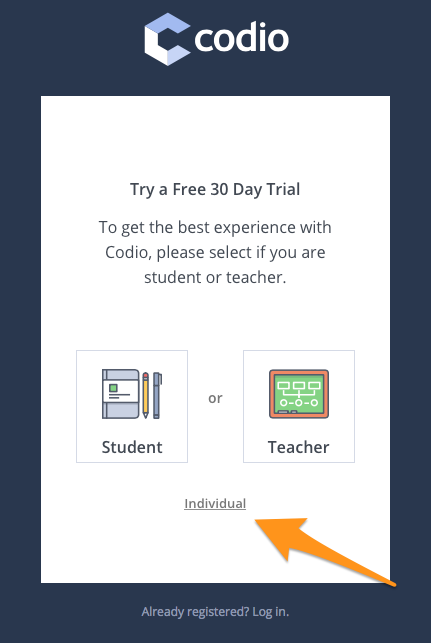 codio
Try a Free 30 Day Trial
To get the best experience with
Codio, please select if you are
student or teacher.
or
Student
Teacher
Individual
Already registered? Log in.